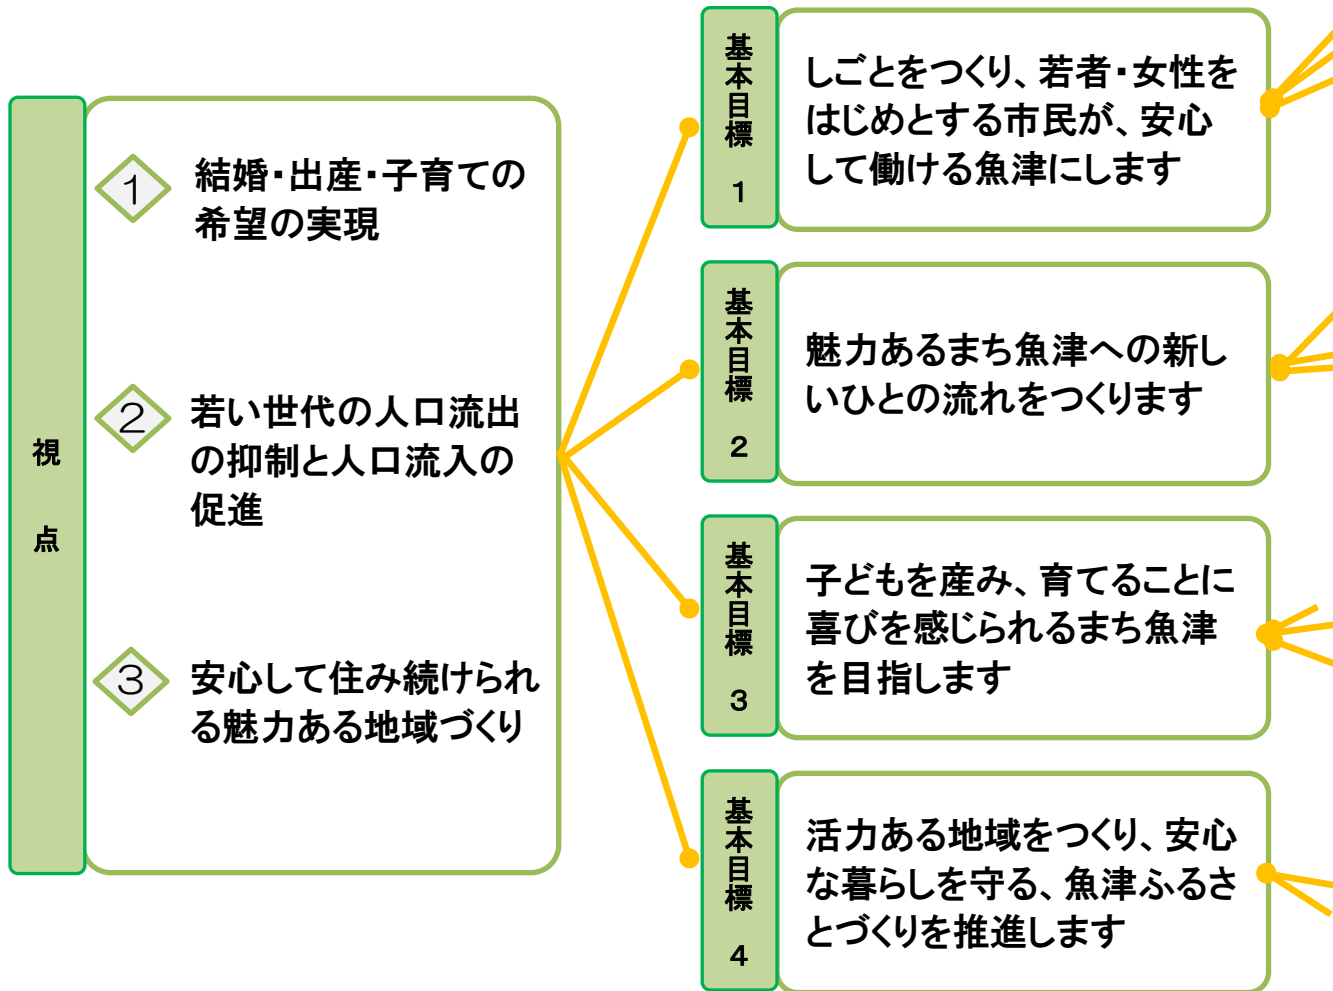 視点
1
結婚・出産・子育ての
希望の実現
2
若い世代の人口流出
の抑制と人口流入の
促進
3
安心して住み続けられ
る魅力ある地域づくり
基本目標 1
しごとをつくり、若者・女性を
はじめとする市民が、安心
して働ける魚津にします
基本目標 2
魅力あるまち魚津への新し
いひとの流れをつくります
基本目標 3
子どもを産み、育てることに
喜びを感じられるまち魚津
を目指します
基本目標 4
活力ある地域をつくり、安心
な暮らしを守る、魚津ふるさ
とづくりを推進します